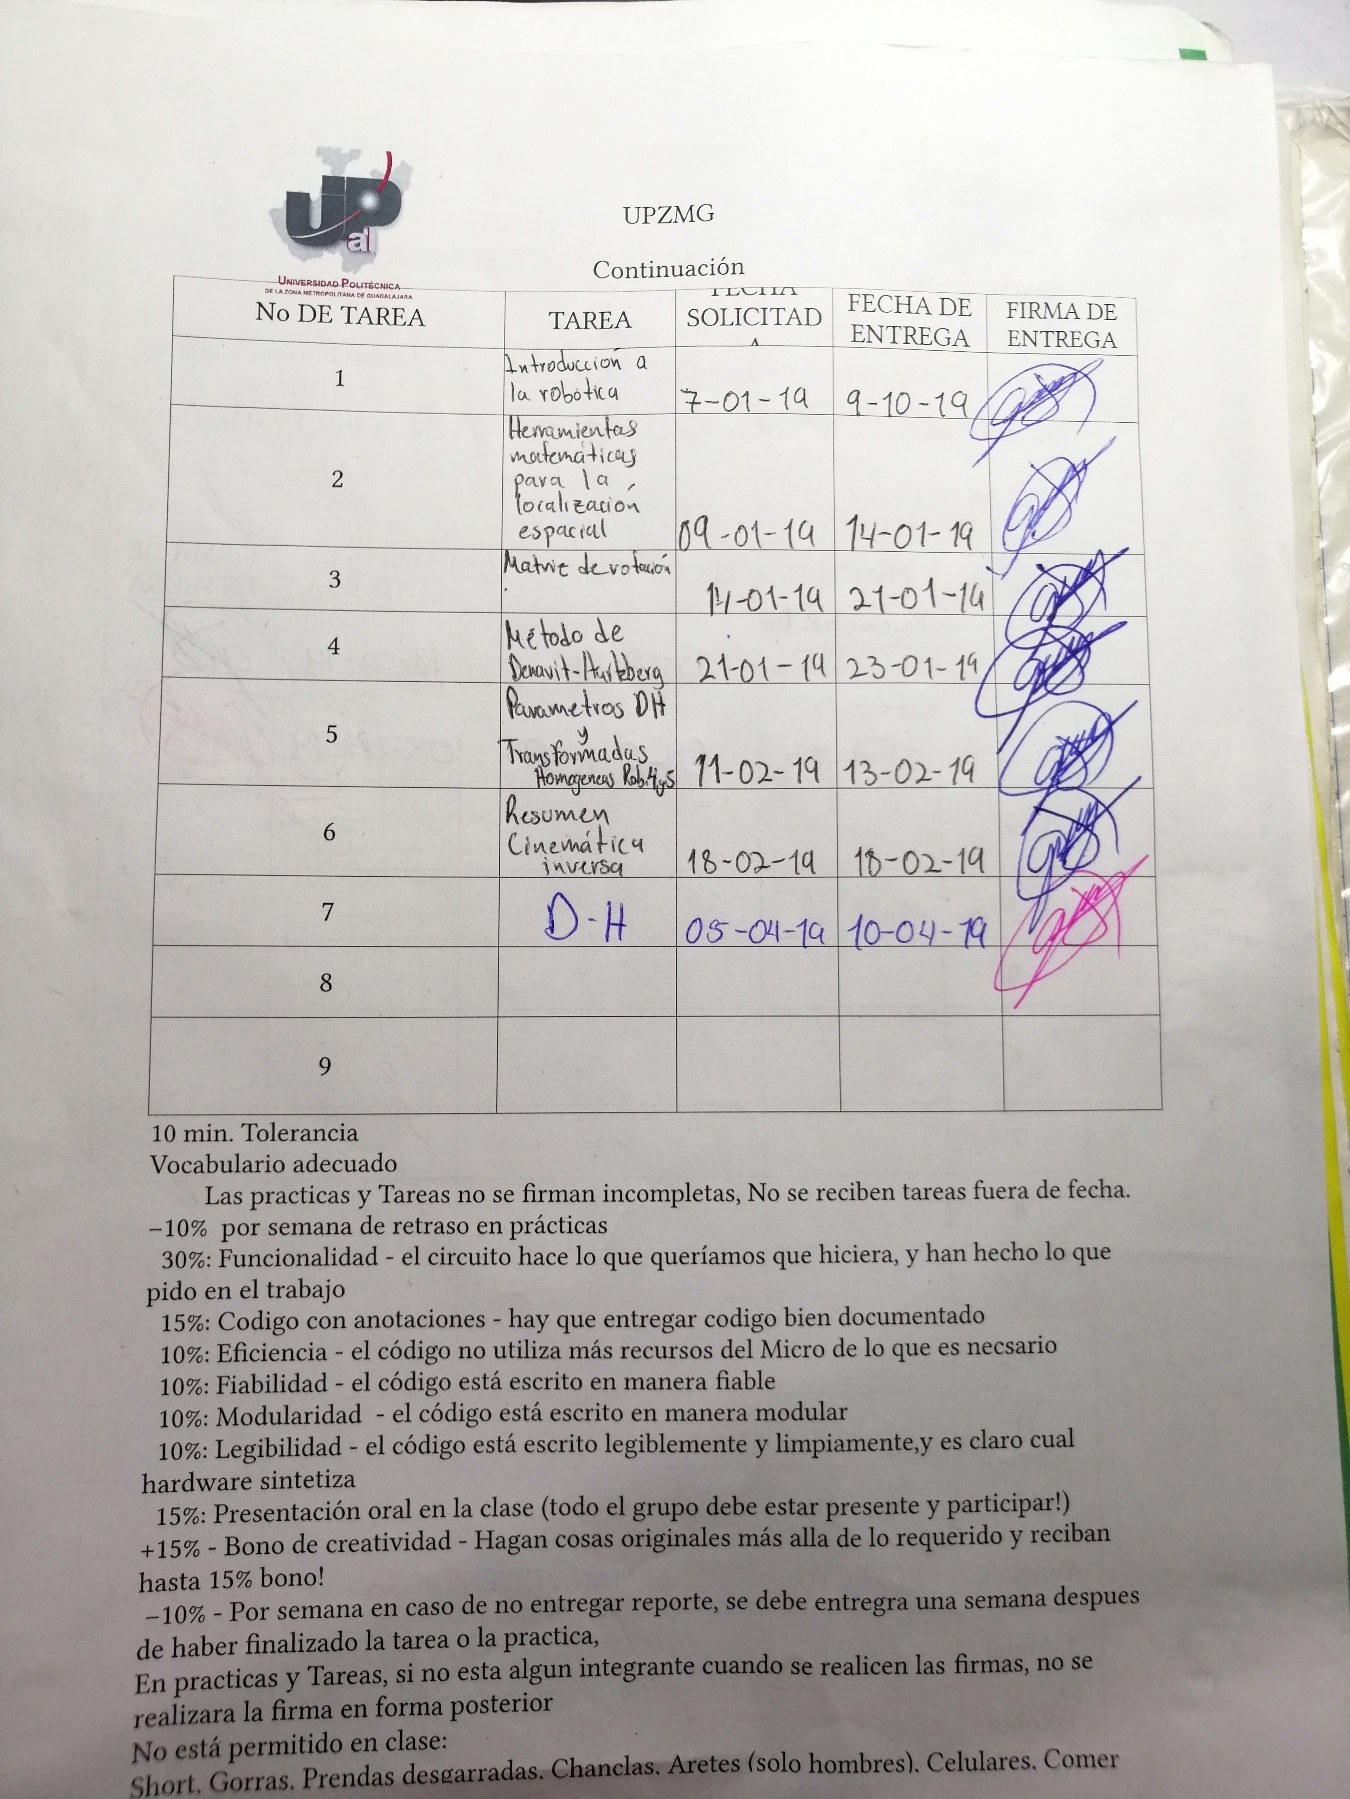 UPal
UNIVERSIDAD POLITÉCNICA
DE LA ZONA METROPOLITANA DE GUADALAJARA
UPZMG
Continuación
No DE TAREA TAREA FECHA SOLICITADA FECHA DE ENTREGA FIRMA DE ENTREGA
1 Introducción a la robótica 7-01-19 9-10-19
2 Herramientas matemáticas para la localización espacial 09-01-19 14-01-19
3 Matriz de rotación 14-01-19 21-01-19
4 Método de Denavit-Hartenberg 21-01-19 23-01-19
5 Parametros DH y Transformadas Homogeneas Rob. 4 y 5 11-02-19 13-02-19
6 Resumen Cinemática inversa 18-02-19 18-02-19
7 D-H 05-04-19 10-04-19
8
9
10 min. Tolerancia
Vocabulario adecuado
Las practicas y Tareas no se firman incompletas, No se reciben tareas fuera de fecha.
−10% por semana de retraso en prácticas
30%: Funcionalidad - el circuito hace lo que queríamos que hiciera, y han hecho lo que
pido en el trabajo
15%: Codigo con anotaciones - hay que entregar codigo bien documentado
10%: Eficiencia - el código no utiliza más recursos del Micro de lo que es necsario
10%: Fiabilidad - el código está escrito en manera fiable
10%: Modularidad - el código está escrito en manera modular
10%: Legibilidad - el código está escrito legiblemente y limpiamente,y es claro cual
hardware sintetiza
15%: Presentación oral en la clase (todo el grupo debe estar presente y participar!)
+15% - Bono de creatividad - Hagan cosas originales más alla de lo requerido y reciban
hasta 15% bono!
−10% - Por semana en caso de no entregar reporte, se debe entregra una semana despues
de haber finalizado la tarea o la practica,
En practicas y Tareas, si no esta algun integrante cuando se realicen las firmas, no se
realizara la firma en forma posterior
No está permitido en clase:
Short. Gorras. Prendas desgarradas. Chanclas. Aretes (solo hombres). Celulares. Comer